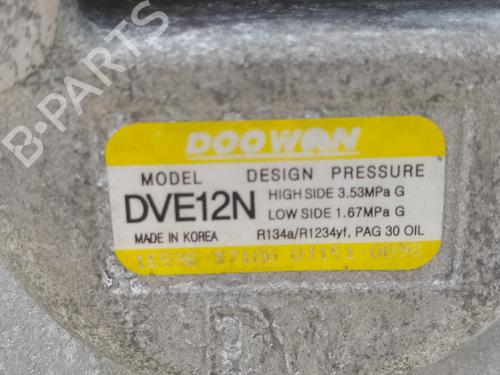 B-PARTS
DOOWON
MODEL DESIGN PRESSURE
DVE12N HIGH SIDE 3.53MPa G
LOW SIDE 1.67MPa G
MADE IN KOREA R134a/R1234yf, PAG 30 OIL